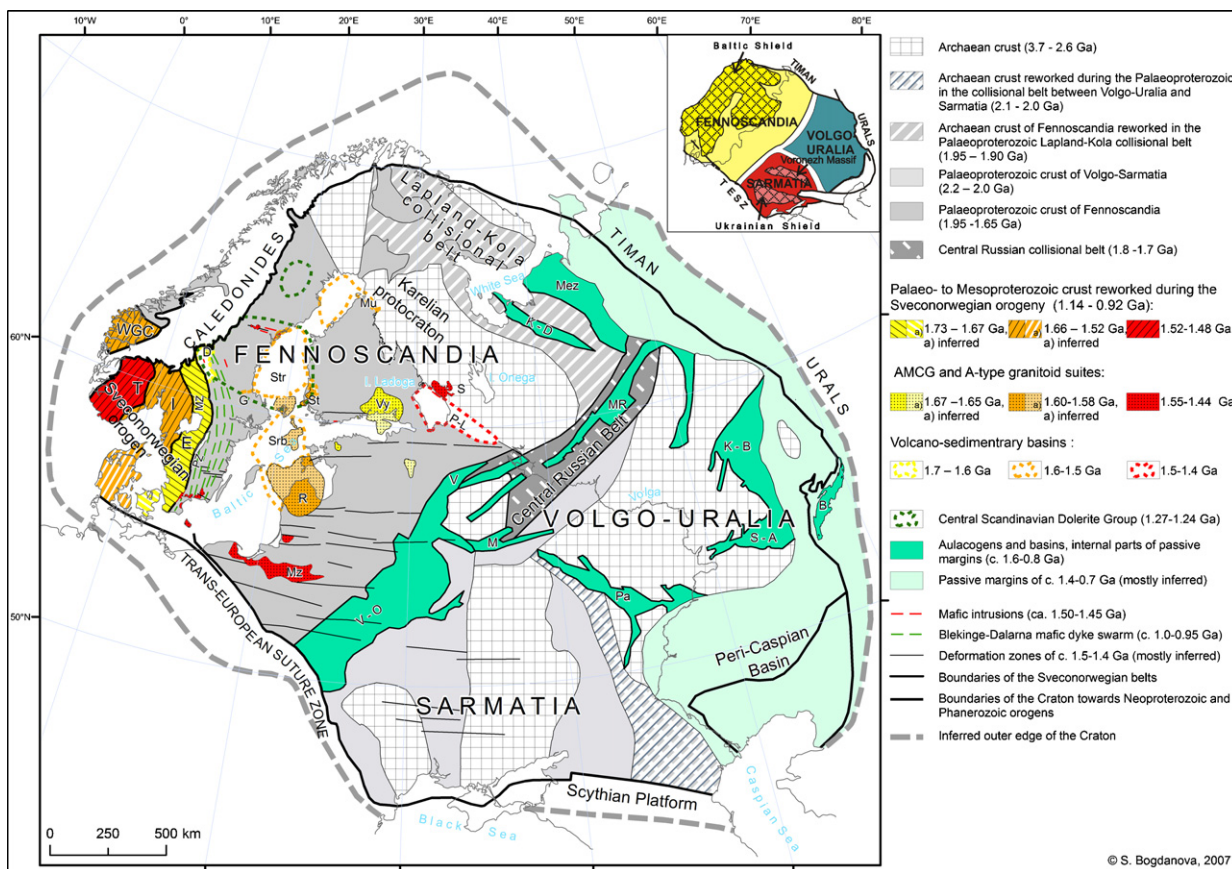 10°W
0°
10°E
20°E
30°E
40°E
50°E
60°E
70°E
80°E
60°N
50°N
Baltic Shield
TIMAN
FENNOSCANDIA
VOLGO-
URALIA
URALS
Voronezh Massif
SARMATIA
TESZ
Ukrainian Shield
Lapland-Kola
collisional
belt
White Sea
TIMAN
Mez
K-D
CALEDONIDES
Karelian
protocraton
Mu
WGC
FENNOSCANDIA
D
Str
L. Ladoga
L. Onega
S
URALS
T
I
MZ
E
G
St
Vy
MR
Sveconorwegian
orogen
PZ
Srb
K - B
Baltic Sea
R
V
Central Russian Belt
Volga
B
VOLGO-URALIA
S - A
M
Mz
Pa
V - O
TRANS-EUROPEAN SUTURE ZONE
Peri-Caspian
Basin
SARMATIA
Scythian Platform
Caspian Sea
Black Sea
0 250 500 km
Archaean crust (3.7 - 2.6 Ga)
Archaean crust reworked during the Palaeoproterozoic
in the collisional belt between Volgo-Uralia and
Sarmatia (2.1 - 2.0 Ga)
Archaean crust of Fennoscandia reworked in the
Palaeoproterozoic Lapland-Kola collisional belt
(1.95 – 1.90 Ga)
Palaeoproterozoic crust of Volgo-Sarmatia
(2.2 – 2.0 Ga)
Palaeoproterozoic crust of Fennoscandia
(1.95 -1.65 Ga)
Central Russian collisional belt (1.8 -1.7 Ga)
Palaeo- to Mesoproterozoic crust reworked during the
Sveconorwegian orogeny (1.14 - 0.92 Ga):
a) 1.73 – 1.67 Ga, a) 1.66 – 1.52 Ga, 1.52-1.48 Ga
a) inferred a) inferred
AMCG and A-type granitoid suites:
a) 1.67 –1.65 Ga, a) 1.60-1.58 Ga, 1.55-1.44 Ga
a) inferred a) inferred
Volcano-sedimentary basins :
1.7 – 1.6 Ga 1.6-1.5 Ga 1.5-1.4 Ga
Central Scandinavian Dolerite Group (1.27-1.24 Ga)
Aulacogens and basins, internal parts of passive
margins (c. 1.6-0.8 Ga)
Passive margins of c. 1.4-0.7 Ga (mostly inferred)
Mafic intrusions (ca. 1.50-1.45 Ga)
Blekinge-Dalarna mafic dyke swarm (c. 1.0-0.95 Ga)
Deformation zones of c. 1.5-1.4 Ga (mostly inferred)
Boundaries of the Sveconorwegian belts
Boundaries of the Craton towards Neoproterozoic and
Phanerozoic orogens
Inferred outer edge of the Craton
© S. Bogdanova, 2007